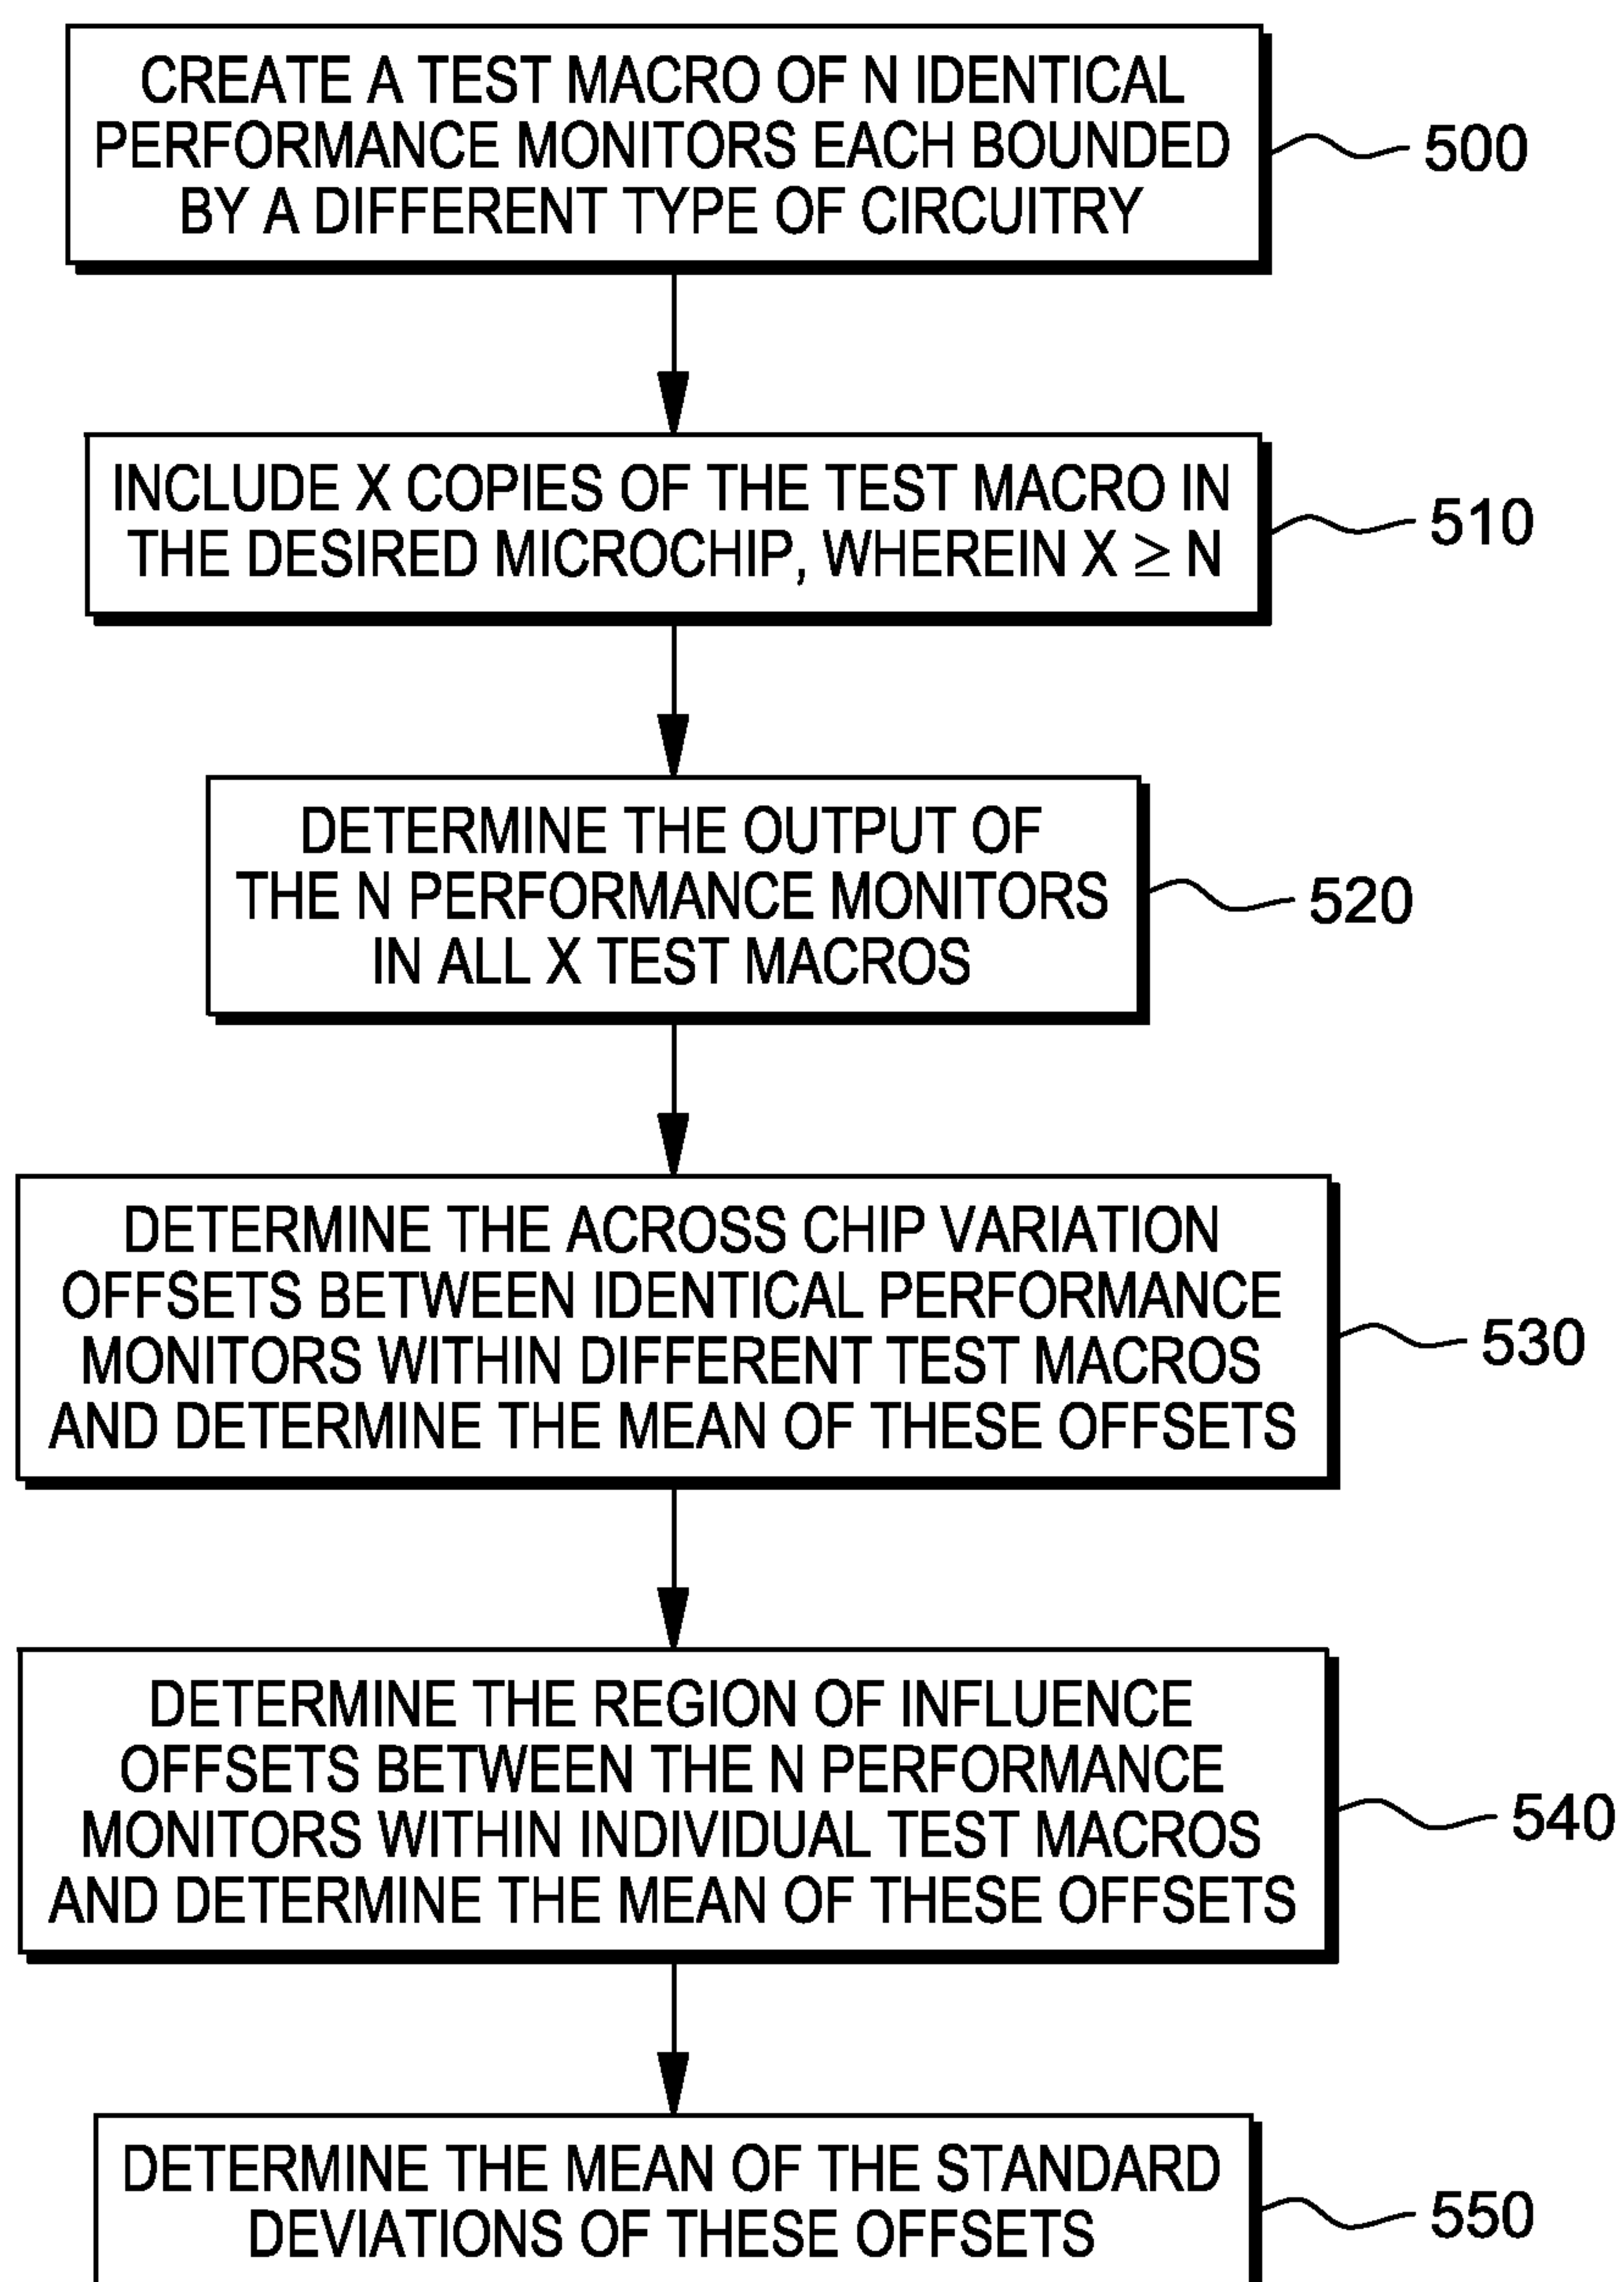 CREATE A TEST MACRO OF N IDENTICAL
PERFORMANCE MONITORS EACH BOUNDED
BY A DIFFERENT TYPE OF CIRCUITRY
500
INCLUDE X COPIES OF THE TEST MACRO IN
THE DESIRED MICROCHIP, WHEREIN X ≥ N
510
DETERMINE THE OUTPUT OF
THE N PERFORMANCE MONITORS
IN ALL X TEST MACROS
520
DETERMINE THE ACROSS CHIP VARIATION
OFFSETS BETWEEN IDENTICAL PERFORMANCE
MONITORS WITHIN DIFFERENT TEST MACROS
AND DETERMINE THE MEAN OF THESE OFFSETS
530
DETERMINE THE REGION OF INFLUENCE
OFFSETS BETWEEN THE N PERFORMANCE
MONITORS WITHIN INDIVIDUAL TEST MACROS
AND DETERMINE THE MEAN OF THESE OFFSETS
540
DETERMINE THE MEAN OF THE STANDARD
DEVIATIONS OF THESE OFFSETS
550